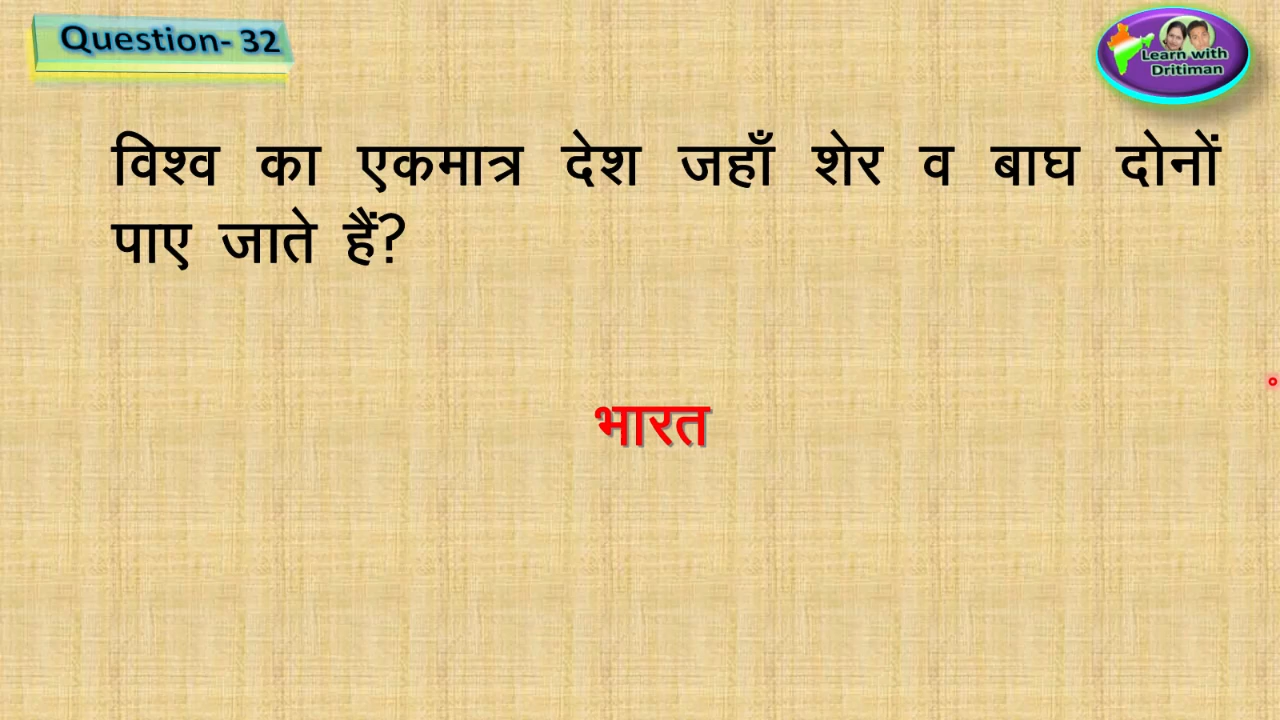 Question- 32
Learn with
Dritiman
विश्व का एकमात्र देश जहाँ शेर व बाघ दोनों
पाए जाते हैं?
भारत